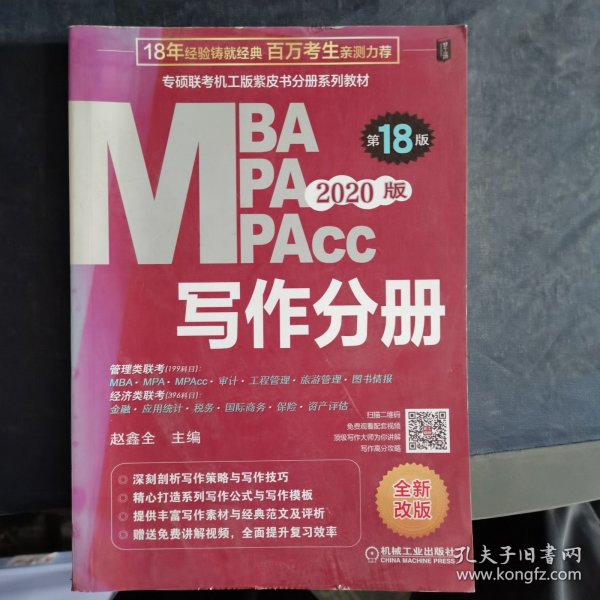 18年经验铸就经典 百万考生亲测力荐
专硕联考机工版紫皮书分册系列教材
MBA
MPA
MPAcc
第18版
2020版
写作分册
管理类联考(199科目):
MBA·MPA·MPAcc·审计·工程管理·旅游管理·图书情报
经济类联考(396科目):
金融·应用统计·税务·国际商务·保险·资产评估
赵鑫全 主编
扫描二维码
免费观看配套视频
顶级写作大师为你讲解
写作高分攻略
深刻剖析写作策略与写作技巧
精心打造系列写作公式与写作模板
提供丰富写作素材与经典范文及评析
赠送免费讲解视频，全面提升复习效率
全新
改版
机械工业出版社
CHINA MACHINE PRESS
孔夫子旧书网
www.kongfz.com